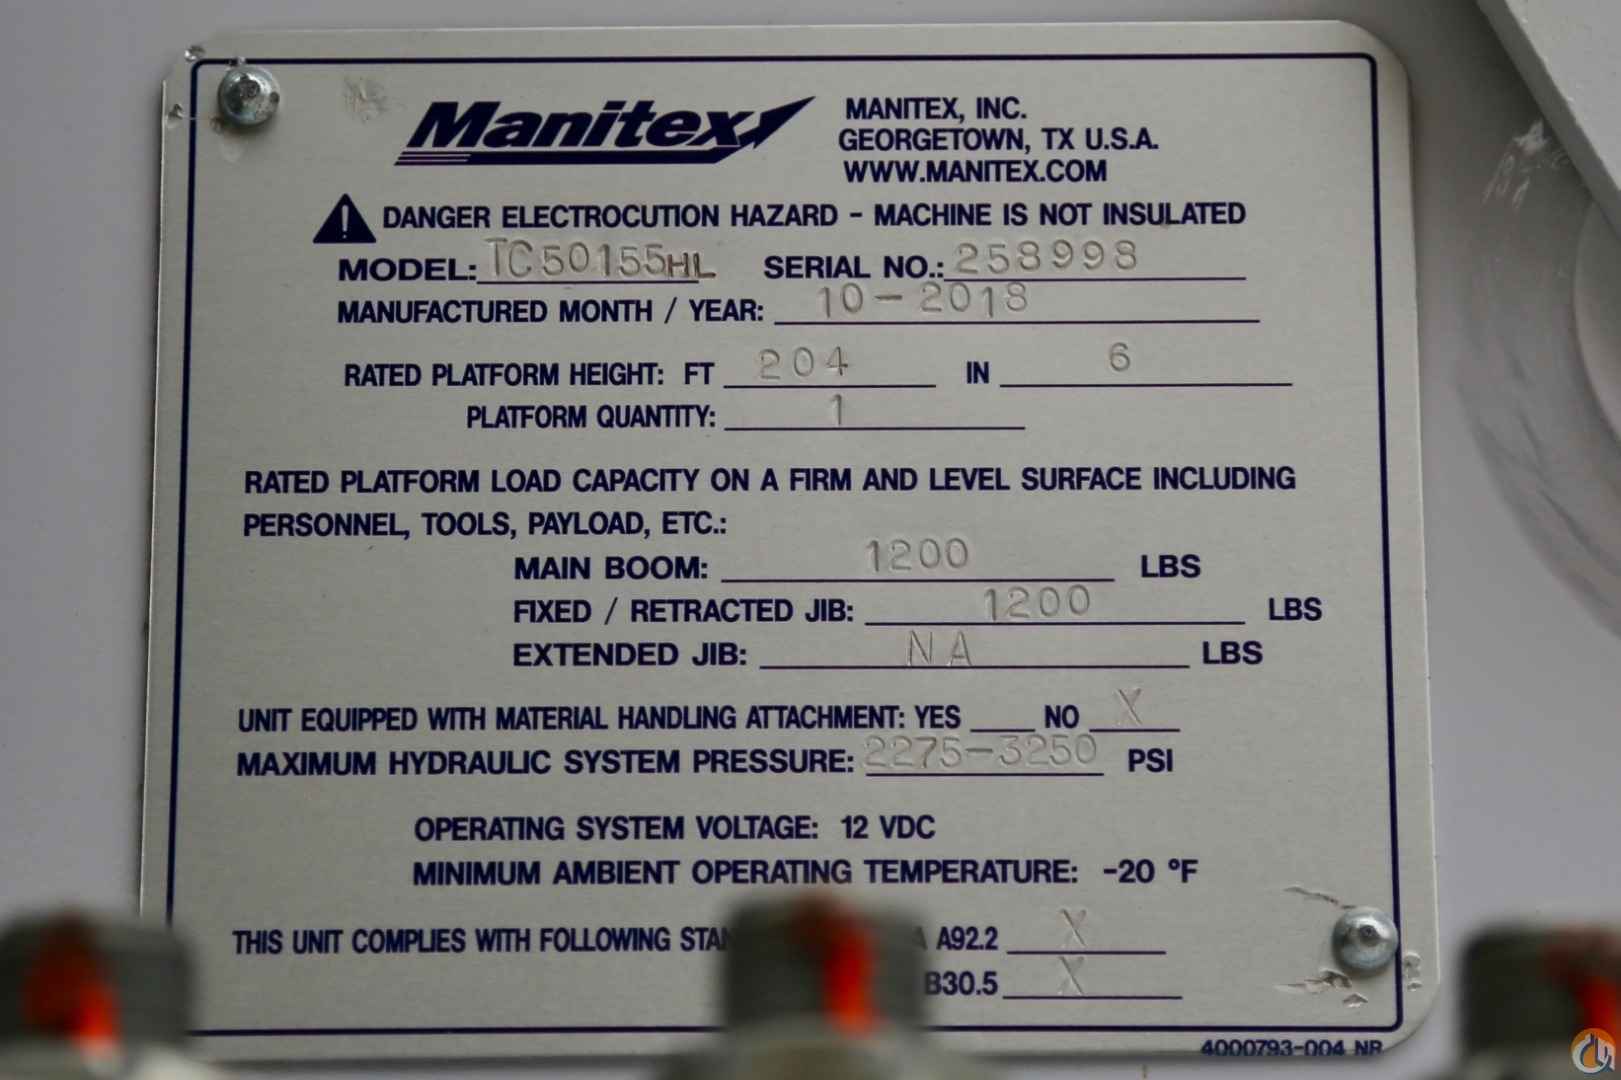 Manitex
MANITEX, INC.
GEORGETOWN, TX U.S.A.
WWW.MANITEX.COM
DANGER ELECTROCUTION HAZARD - MACHINE IS NOT INSULATED
MODEL: TC50155HL SERIAL NO.: 258998
MANUFACTURED MONTH / YEAR: 10-2018
RATED PLATFORM HEIGHT: FT 204 IN 6
PLATFORM QUANTITY: 1
RATED PLATFORM LOAD CAPACITY ON A FIRM AND LEVEL SURFACE INCLUDING
PERSONNEL, TOOLS, PAYLOAD, ETC.:
MAIN BOOM: 1200 LBS
FIXED / RETRACTED JIB: 1200 LBS
EXTENDED JIB: NA LBS
UNIT EQUIPPED WITH MATERIAL HANDLING ATTACHMENT: YES NO X
MAXIMUM HYDRAULIC SYSTEM PRESSURE: 2275-3250 PSI
OPERATING SYSTEM VOLTAGE: 12 VDC
MINIMUM AMBIENT OPERATING TEMPERATURE: -20 °F
THIS UNIT COMPLIES WITH FOLLOWING A92.2 X
B30.5 X
4000793-004 NR